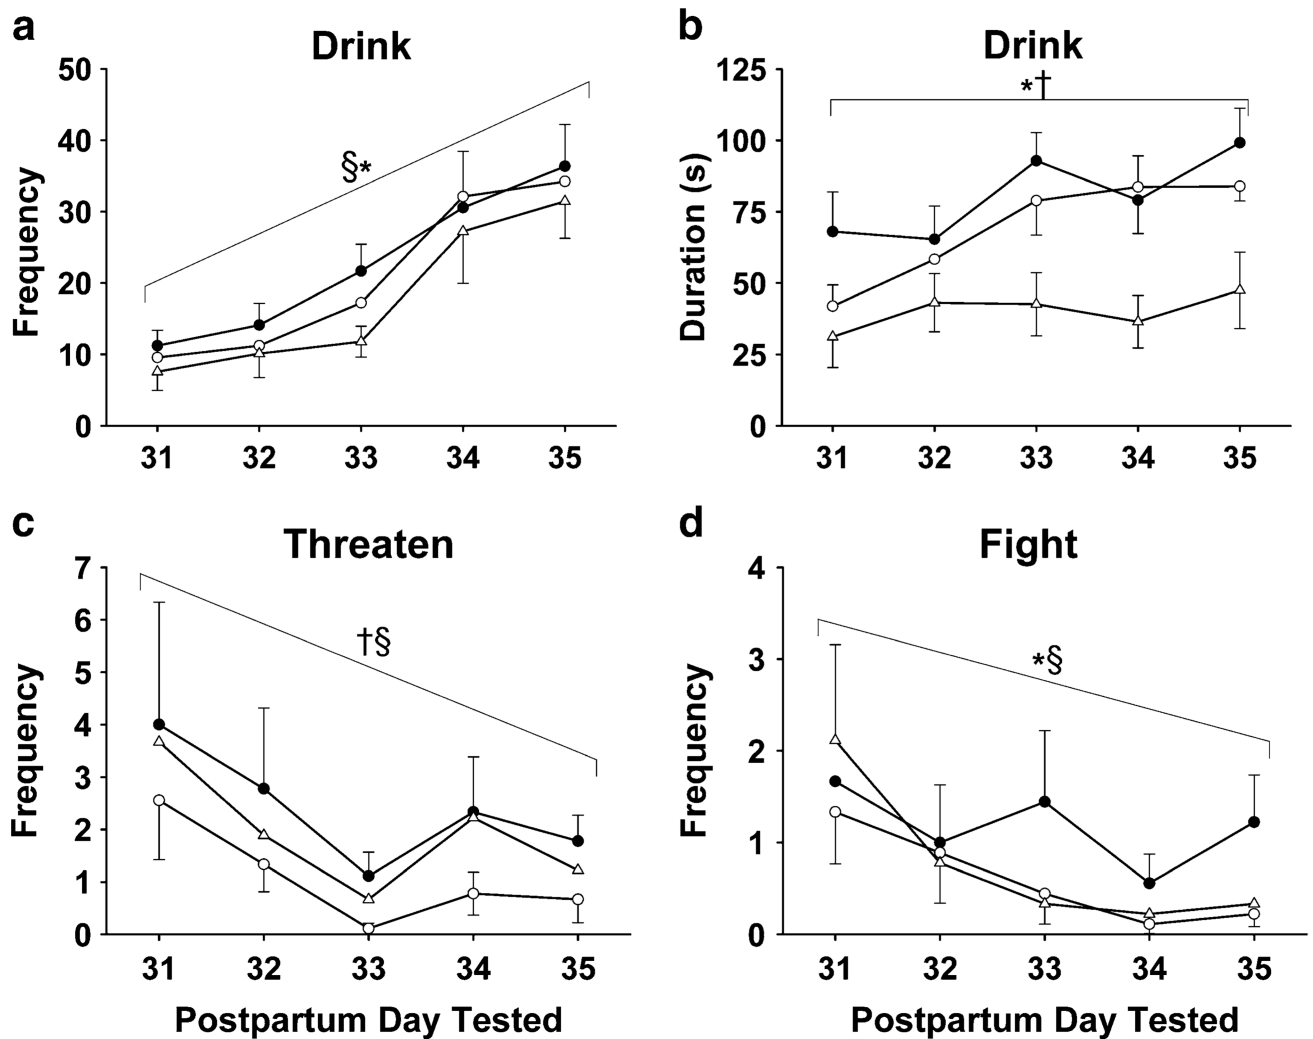 a
Drink
50
40
30
20
10
0
Frequency
§*
31 32 33 34 35
b
Drink
125
100
75
50
25
0
Duration (s)
*†
31 32 33 34 35
c
Threaten
7
6
5
4
3
2
1
0
Frequency
†§
31 32 33 34 35
Postpartum Day Tested
d
Fight
4
3
2
1
0
Frequency
*§
31 32 33 34 35
Postpartum Day Tested